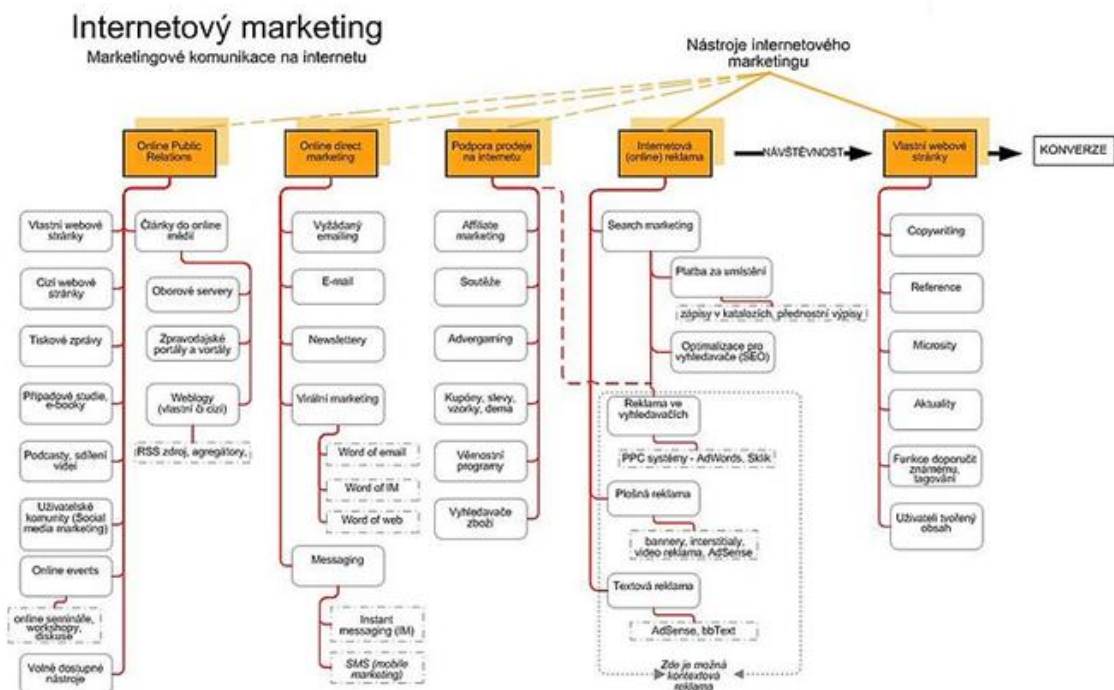 Internetový marketing
Marketingové komunikace na internetu
Nástroje internetového
marketingu
Online Public
Relations
Online direct
marketing
Podpora prodeje
na internetu
Internetová
(online) reklama
NÁVŠTĚVNOST
Vlastní webové
stránky
KONVERZE
Vlastní webové
stránky
Cizí webové
stránky
Tiskové zprávy
Případové studie,
e-booky
Podcasty, sdílení
videí
Uživatelské
komunity (Social
media marketing)
Online events
online semináře,
workshopy,
diskuse
Volně dostupné
nástroje
Články do online
médií
Oborové servery
Zpravodajské
portály a vortály
Weblogy
(vlastní či cizí)
RSS zdroj, agregátory,
Vyžádaný
emailing
E-mail
Newslettery
Virální marketing
Word of email
Word of IM
Word of web
Messaging
Instant
messaging (IM)
SMS (mobile
marketing)
Affiliate
marketing
Soutěže
Advergaming
Kupóny, slevy,
vzorky, dema
Věrnostní
programy
Vyhledavače
zboží
Search marketing
Platba za umístění
zápisy v katalozích, přednostní výpisy
Optimalizace pro
vyhledavače (SEO)
Reklama ve
vyhledavačích
PPC systémy - AdWords, Sklik
Plošná reklama
bannery, interstitialy,
video reklama, AdSense
Textová reklama
AdSense, bbText
Zde je možná
kontextová
reklama
Copywriting
Reference
Microsity
Aktuality
Funkce doporučit
známému,
tagování
Uživateli tvořený
obsah